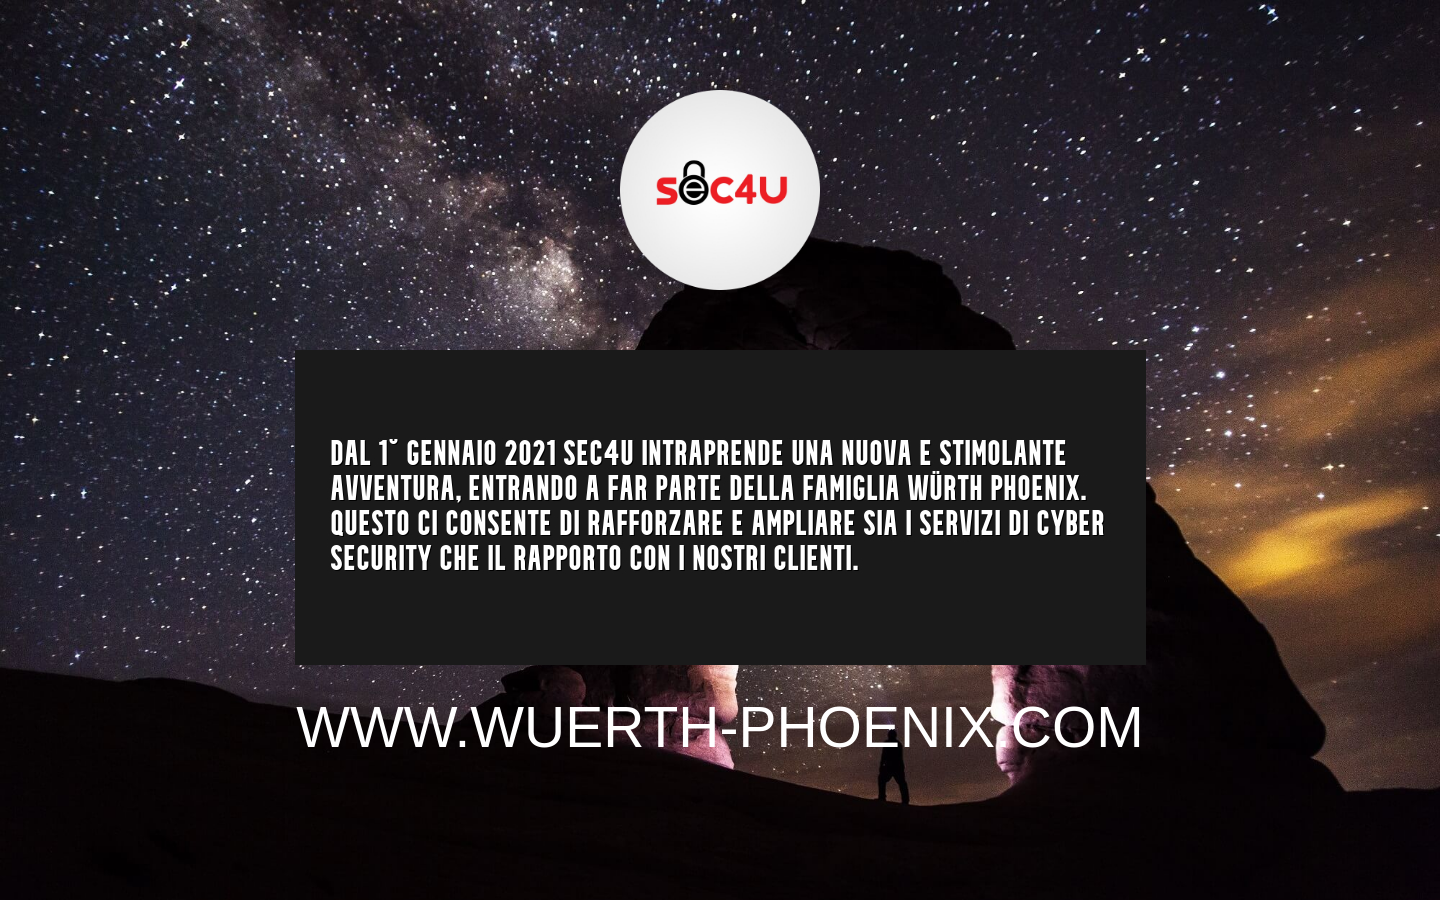 sec4U
DAL 1° GENNAIO 2021 SEC4U INTRAPRENDE UNA NUOVA E STIMOLANTE
AVVENTURA, ENTRANDO A FAR PARTE DELLA FAMIGLIA WÜRTH PHOENIX.
QUESTO CI CONSENTE DI RAFFORZARE E AMPLIARE SIA I SERVIZI DI CYBER
SECURITY CHE IL RAPPORTO CON I NOSTRI CLIENTI.
WWW.WUERTH-PHOENIX.COM